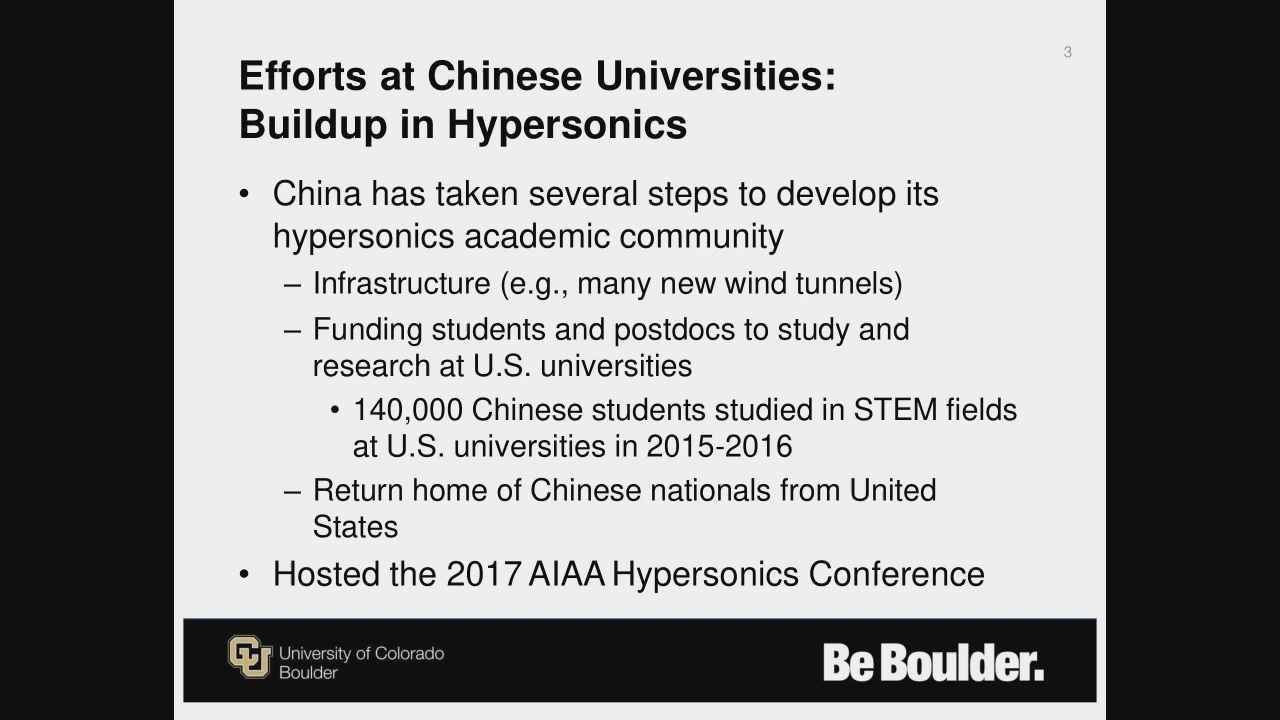 3
Efforts at Chinese Universities:
Buildup in Hypersonics
• China has taken several steps to develop its
hypersonics academic community
– Infrastructure (e.g., many new wind tunnels)
– Funding students and postdocs to study and
research at U.S. universities
• 140,000 Chinese students studied in STEM fields
at U.S. universities in 2015-2016
– Return home of Chinese nationals from United
States
• Hosted the 2017 AIAA Hypersonics Conference
CU University of Colorado
Boulder
Be Boulder.